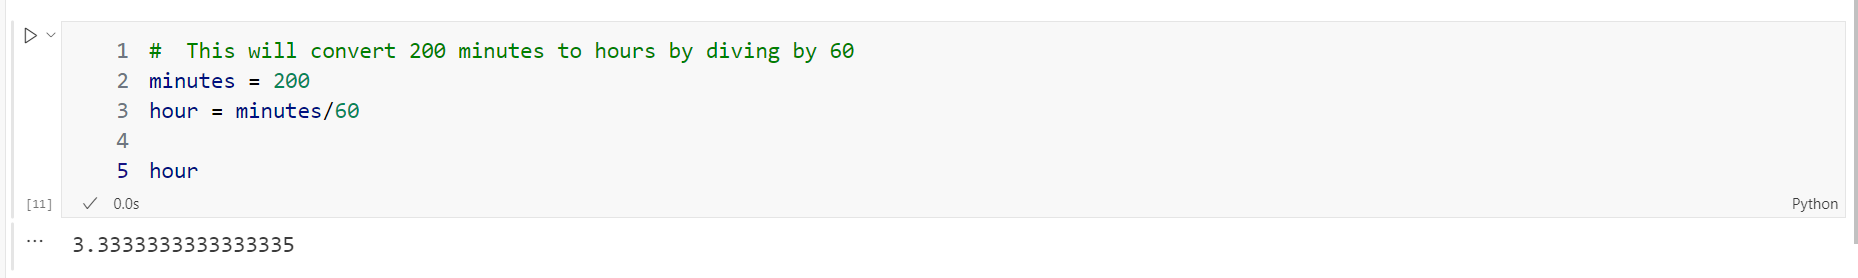 1 #  This will convert 200 minutes to hours by diving by 60
2 minutes = 200
3 hour = minutes/60
4
5 hour
[11] 0.0s Python
... 3.3333333333333335